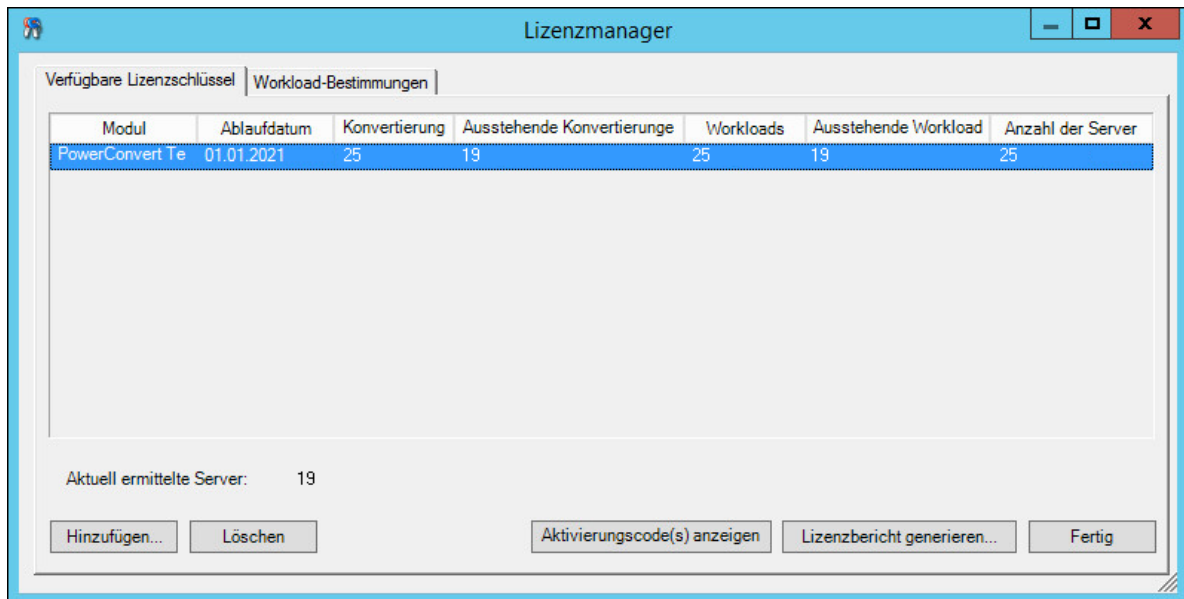 Lizenzmanager
Verfügbare Lizenzschlüssel Workload-Bestimmungen
Modul Ablaufdatum Konvertierung Ausstehende Konvertierunge Workloads Ausstehende Workload Anzahl der Server
PowerConvert Te 01.01.2021 25 19 25 19 25
Aktuell ermittelte Server: 19
Hinzufügen... Löschen Aktivierungscode(s) anzeigen Lizenzbericht generieren... Fertig